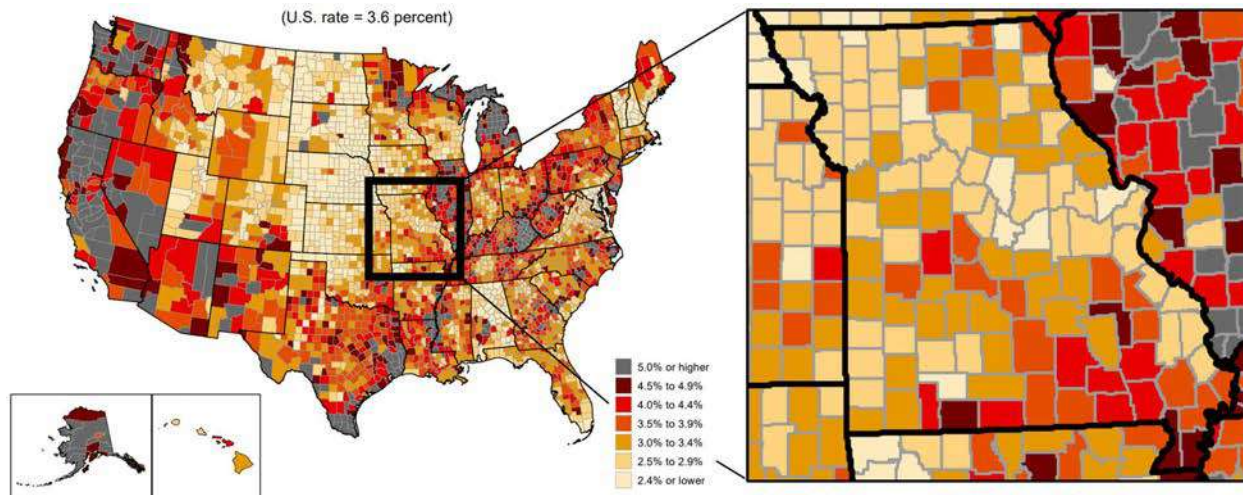 (U.S. rate = 3.6 percent)
5.0% or higher
4.5% to 4.9%
4.0% to 4.4%
3.5% to 3.9%
3.0% to 3.4%
2.5% to 2.9%
2.4% or lower